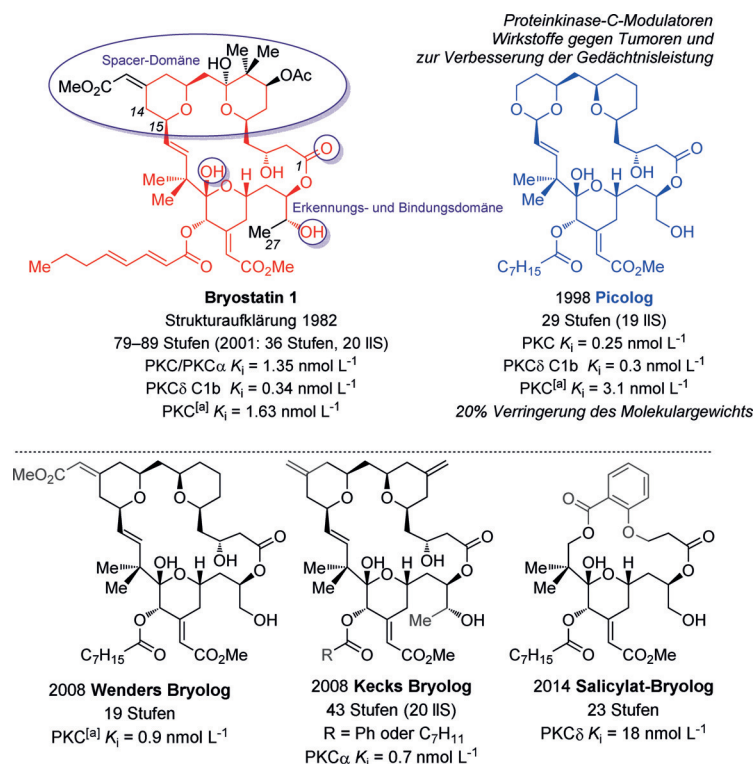 Proteinkinase-C-Modulatoren
Wirkstoffe gegen Tumoren und
zur Verbesserung der Gedächtnisleistung
Spacer-Domäne
HO
Me
Me
OAc
MeO₂C
O
O
14
15
OH
O
1
OH
O
Me
Me
O
H
Erkennungs- und Bindungsdomäne
Me
27
OH
O
O
CO₂Me
Bryostatin 1
Strukturaufklärung 1982
79–89 Stufen (2001: 36 Stufen, 20 lIS)
PKC/PKCα Kᵢ = 1.35 nmol L⁻¹
PKCδ C1b Kᵢ = 0.34 nmol L⁻¹
PKC[a] Kᵢ = 1.63 nmol L⁻¹
O
O
O
OH
O
Me
Me
OH
O
H
O
OH
O
C₇H₁₅
O
CO₂Me
1998 Picolog
29 Stufen (19 lIS)
PKC Kᵢ = 0.25 nmol L⁻¹
PKCδ C1b Kᵢ = 0.3 nmol L⁻¹
PKC[a] Kᵢ = 3.1 nmol L⁻¹
20% Verringerung des Molekulargewichts
MeO₂C
O
O
OH
O
Me
Me
OH
O
H
O
OH
O
C₇H₁₅
O
CO₂Me
2008 Wenders Bryolog
19 Stufen
PKC[a] Kᵢ = 0.9 nmol L⁻¹
O
O
OH
O
Me
Me
OH
O
H
O
Me
OH
O
R
O
CO₂Me
2008 Kecks Bryolog
43 Stufen (20 lIS)
R = Ph oder C₇H₁₁
PKCα Kᵢ = 0.7 nmol L⁻¹
O
O
O
O
Me
Me
OH
O
H
O
OH
O
C₇H₁₅
O
CO₂Me
2014 Salicylat-Bryolog
23 Stufen
PKCδ Kᵢ = 18 nmol L⁻¹